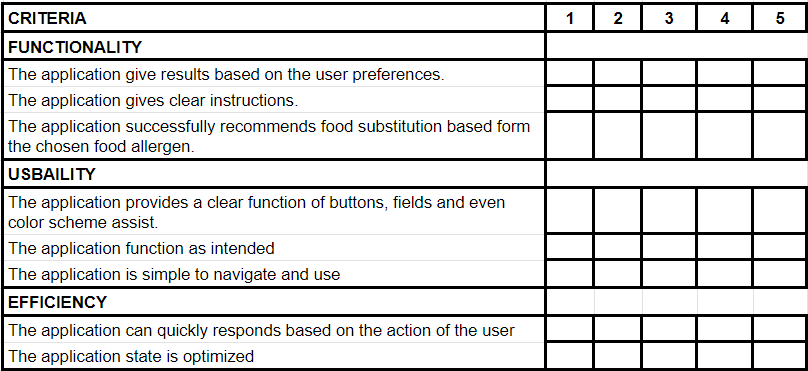 CRITERIA 1 2 3 4 5
FUNCTIONALITY
The application give results based on the user preferences.
The application gives clear instructions.
The application successfully recommends food substitution based form
the chosen food allergen.
USBAILITY
The application provides a clear function of buttons, fields and even
color scheme assist.
The application function as intended
The application is simple to navigate and use
EFFICIENCY
The application can quickly responds based on the action of the user
The application state is optimized